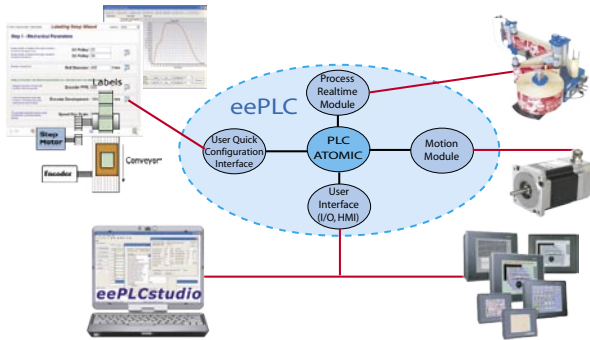 Labeling Step Wizard
Step 1 - Mechanical Parameters
Labels
Step
Motor
Conveyor
Encoder
eePLC
Process
Realtime
Module
User Quick
Configuration
Interface
PLC
ATOMIC
Motion
Module
User
Interface
(I/O, HMI)
eePLCstudio